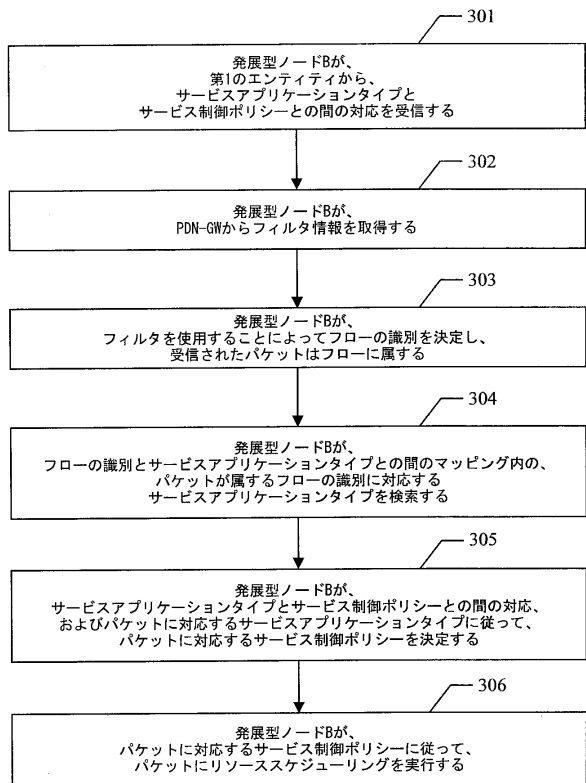 301
発展型ノードBが、
第1のエンティティから、
サービスアプリケーションタイプと
サービス制御ポリシーとの間の対応を受信する
302
発展型ノードBが、
PDN-GWからフィルタ情報を取得する
303
発展型ノードBが、
フィルタを使用することによってフローの識別を決定し、
受信されたパケットはフローに属する
304
発展型ノードBが、
フローの識別とサービスアプリケーションタイプとの間のマッピング内の、
パケットが属するフローの識別に対応する
サービスアプリケーションタイプを検索する
305
発展型ノードBが、
サービスアプリケーションタイプとサービス制御ポリシーとの間の対応、
およびパケットに対応するサービスアプリケーションタイプに従って、
パケットに対応するサービス制御ポリシーを決定する
306
発展型ノードBが、
パケットに対応するサービス制御ポリシーに従って、
パケットにリソーススケジューリングを実行する